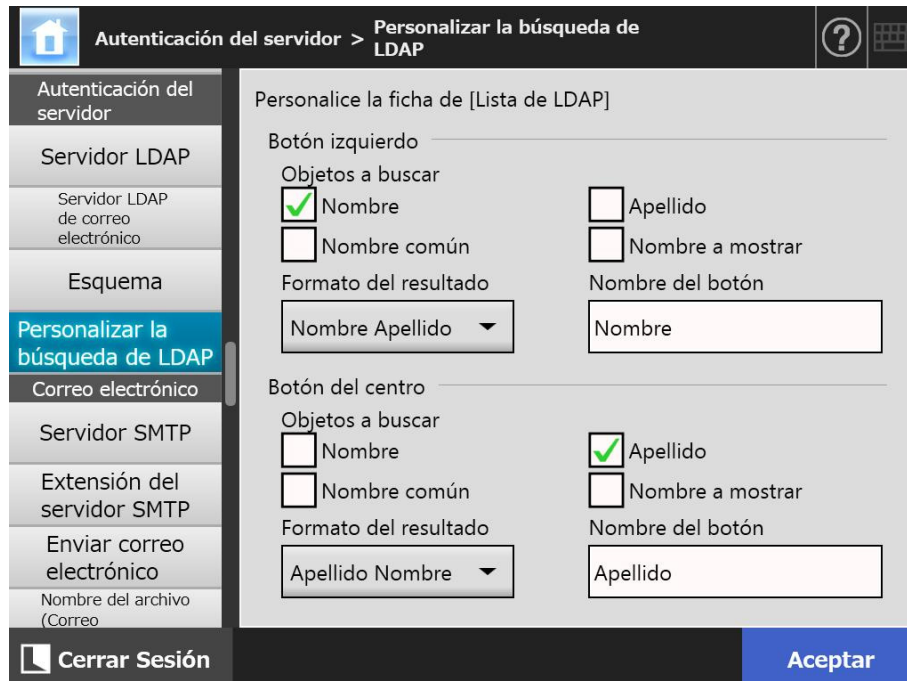 Autenticación del servidor > Personalizar la búsqueda de
LDAP
?
Autenticación del
servidor
Servidor LDAP
Servidor LDAP
de correo
electrónico
Esquema
Personalizar la
búsqueda de LDAP
Correo electrónico
Servidor SMTP
Extensión del
servidor SMTP
Enviar correo
electrónico
Nombre del archivo
(Correo
Personalice la ficha de [Lista de LDAP]
Botón izquierdo
Objetos a buscar
Nombre Apellido
Nombre común Nombre a mostrar
Formato del resultado Nombre del botón
Nombre Apellido Nombre
Botón del centro
Objetos a buscar
Nombre Apellido
Nombre común Nombre a mostrar
Formato del resultado Nombre del botón
Apellido Nombre Apellido
Cerrar Sesión Aceptar